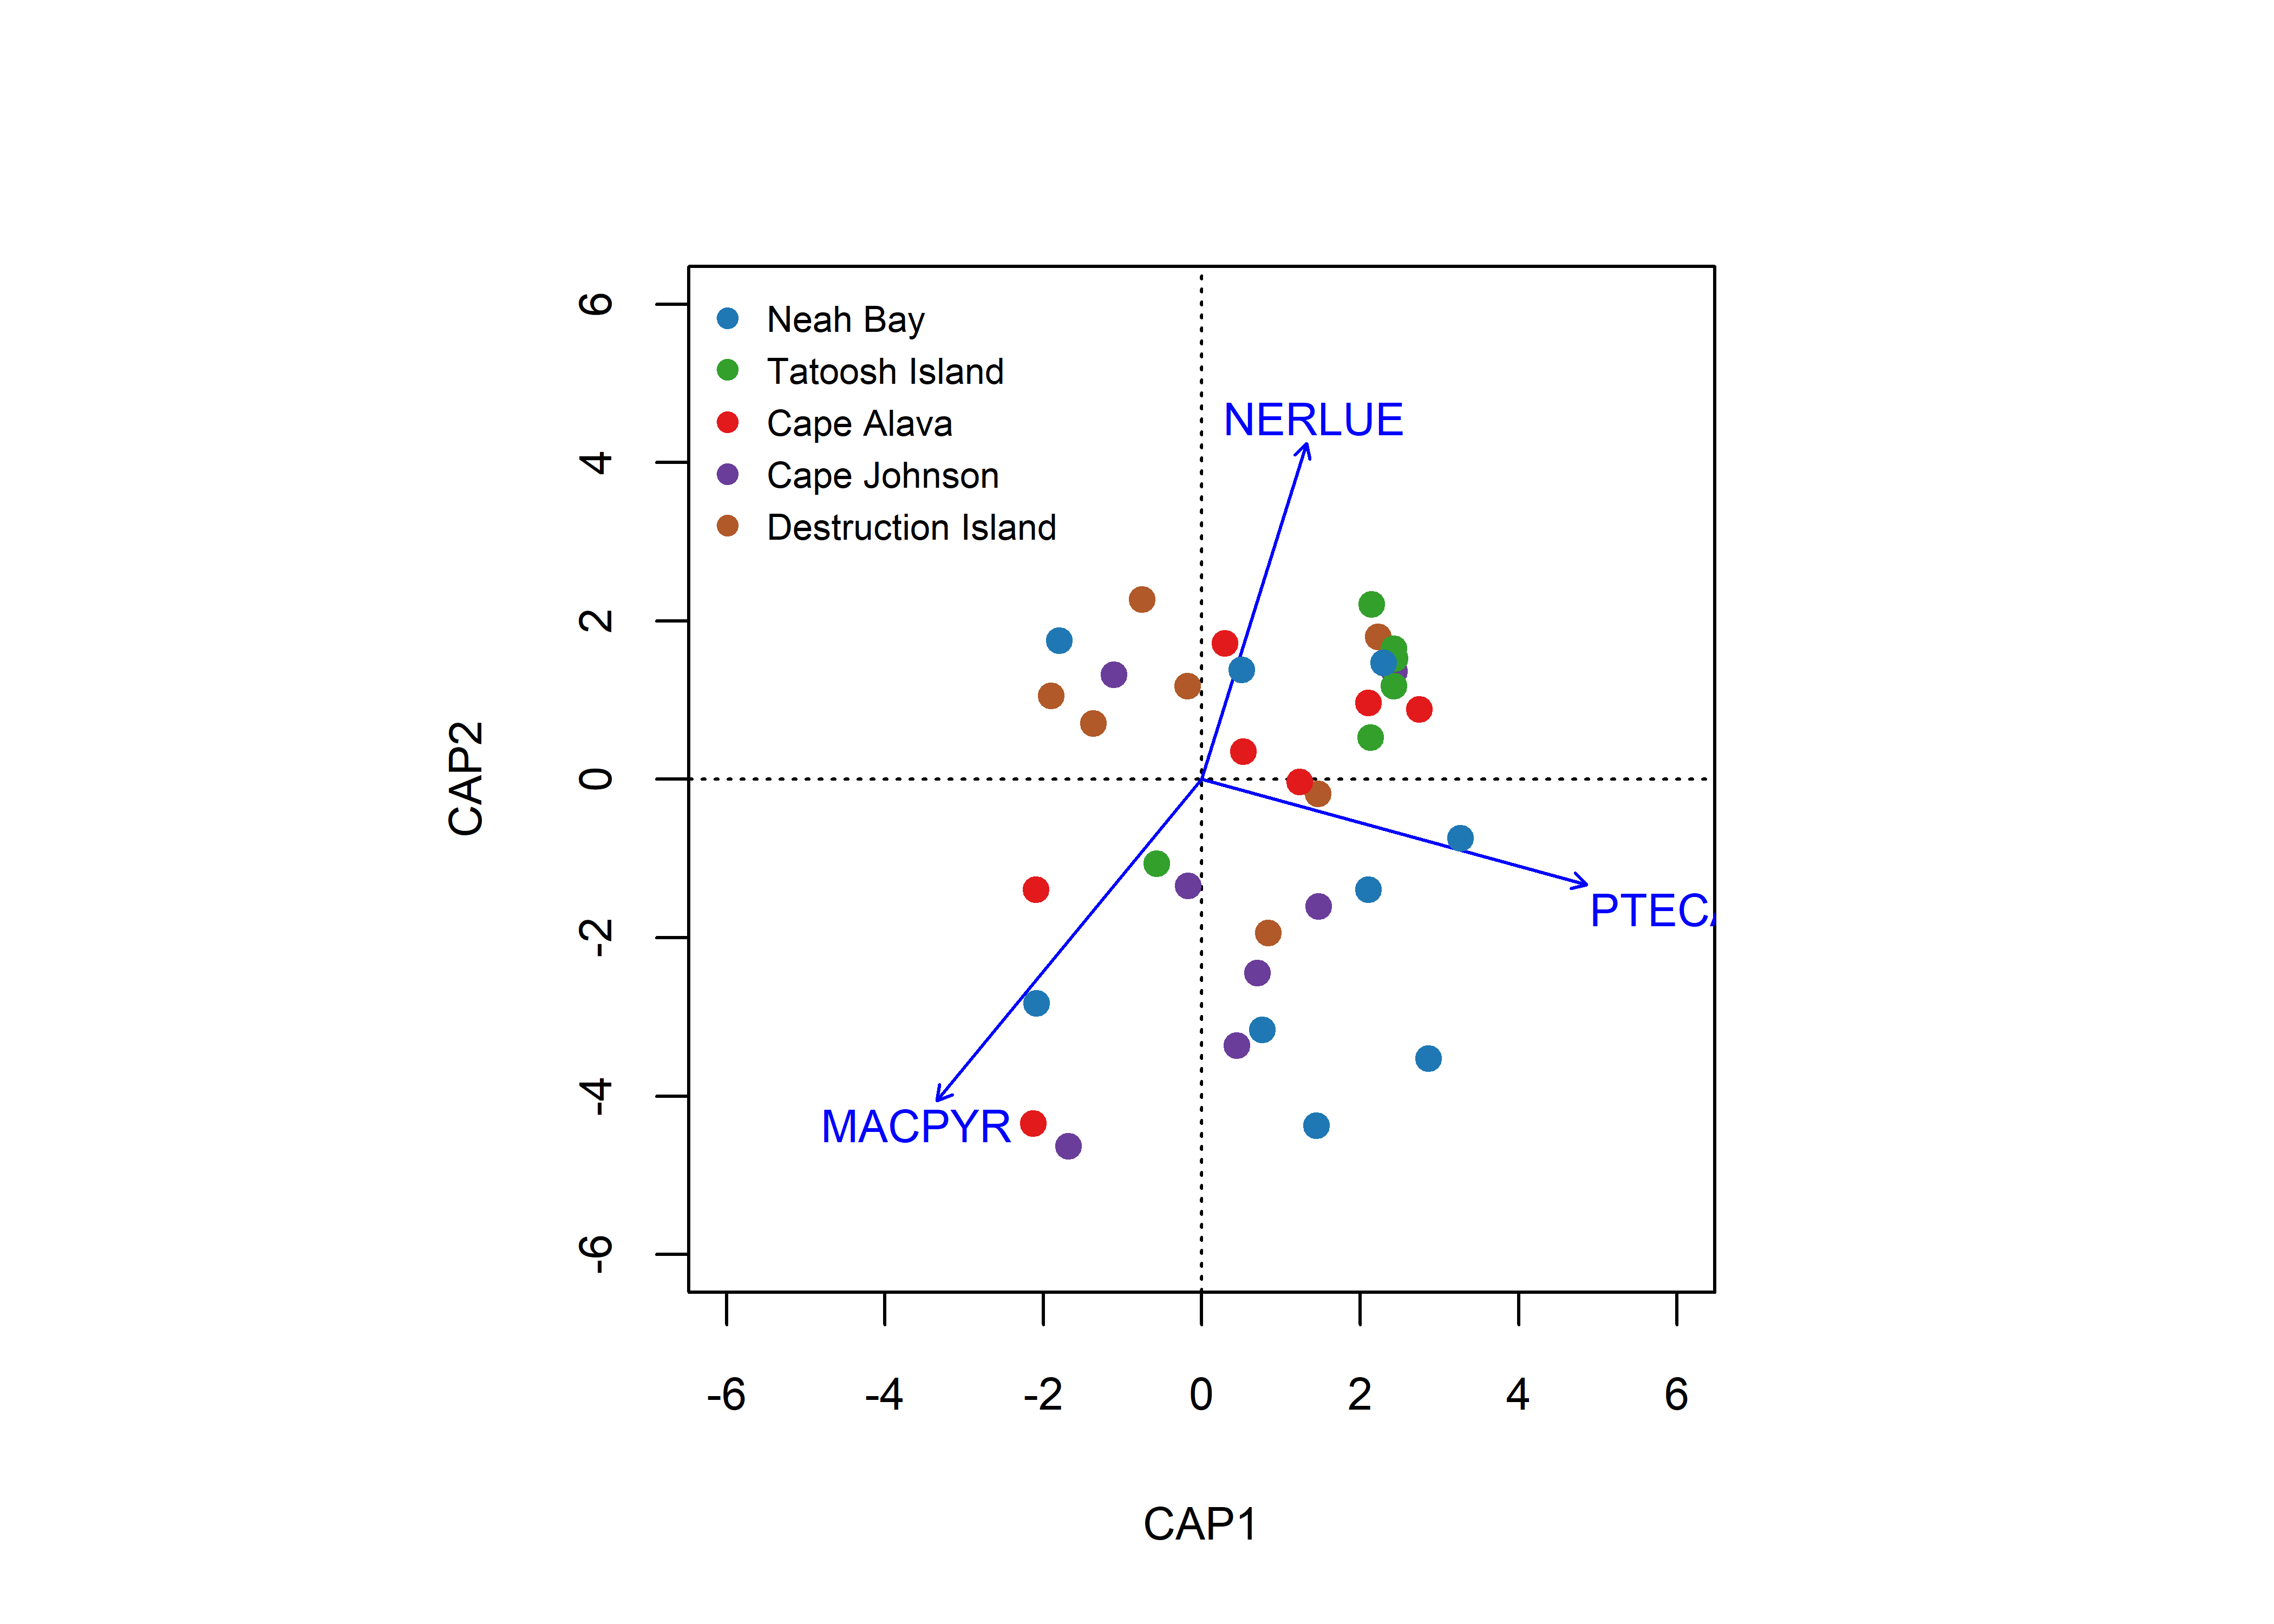 Neah Bay
Tatoosh Island
Cape Alava
Cape Johnson
Destruction Island
NERLUE
PTECA
MACPYR
CAP2
6
4
2
0
-2
-4
-6
-6 -4 -2 0 2 4 6
CAP1